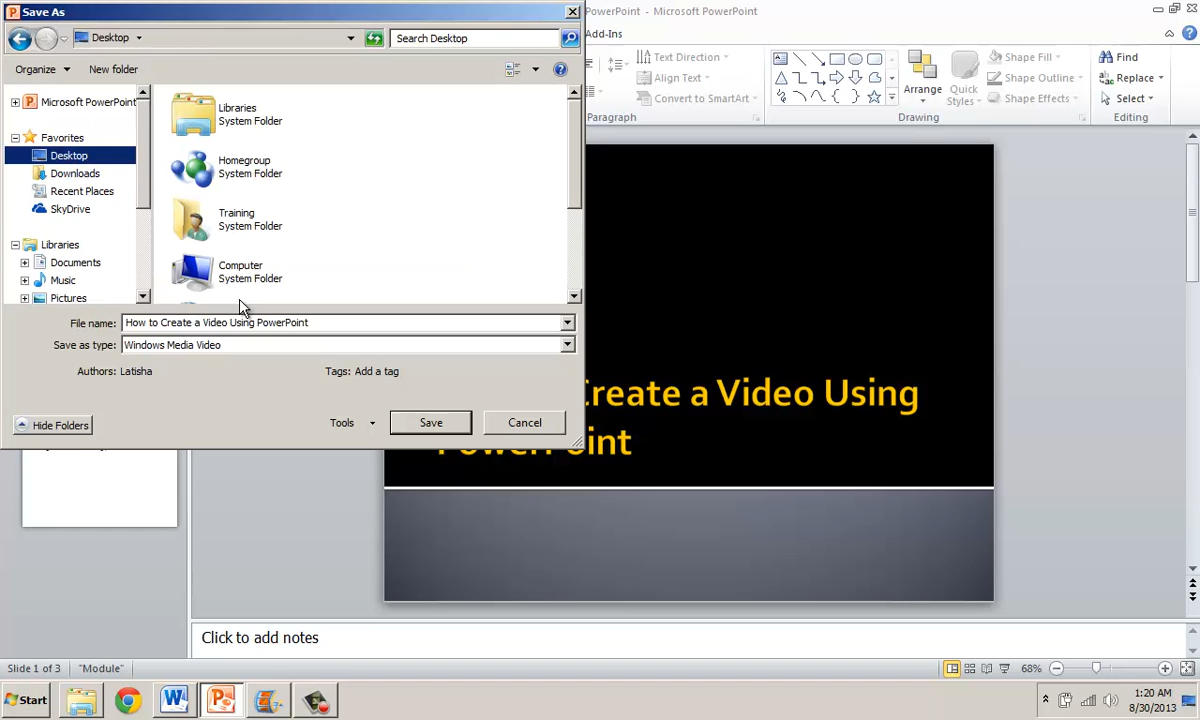 Save As
PowerPoint - Microsoft PowerPoint
Desktop
Search Desktop
Add-Ins
Organize
New folder
Text Direction
Align Text
Convert to SmartArt
Paragraph
Arrange
Quick
Styles
Shape Fill
Shape Outline
Shape Effects
Drawing
Find
Replace
Select
Editing
Microsoft PowerPoint
Favorites
Desktop
Downloads
Recent Places
SkyDrive
Libraries
Documents
Music
Pictures
Libraries
System Folder
Homegroup
System Folder
Training
System Folder
Computer
System Folder
File name: How to Create a Video Using PowerPoint
Save as type: Windows Media Video
Authors: Latisha
Tags: Add a tag
Hide Folders
Tools
Save
Cancel
Create a Video Using
PowerPoint
Click to add notes
Slide 1 of 3
"Module"
68%
Start
1:20 AM
8/30/2013